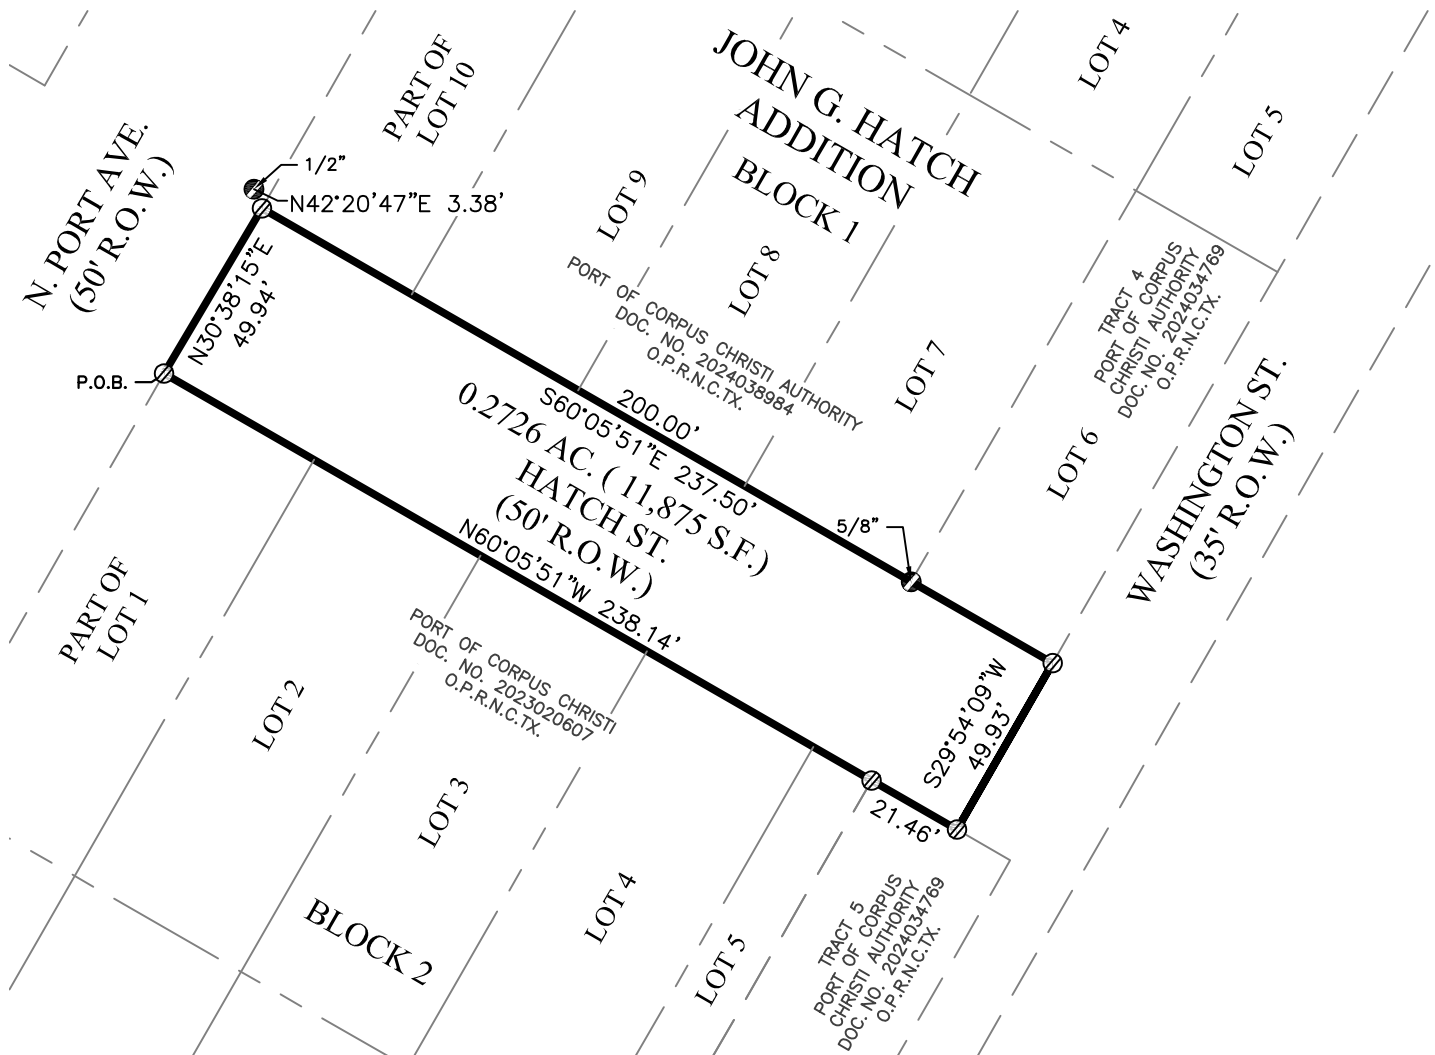 PART OF
LOT 10
JOHN G. HATCH
ADDITION
BLOCK 1
LOT 4
LOT 5
N. PORT AVE.
(50' R.O.W.)
1/2"
N42°20'47"E 3.38'
LOT 9
LOT 8
PORT OF CORPUS CHRISTI AUTHORITY
DOC. NO. 2024038984
O.P.R.N.C.TX.
LOT 7
TRACT 4
PORT OF CORPUS
CHRISTI AUTHORITY
DOC. NO. 2024034769
O.P.R.N.C.TX.
N30°38'15"E
49.94'
P.O.B.
200.00'
S60°05'51"E 237.50'
0.2726 AC. ( 11,875 S.F.)
HATCH ST.
(50' R.O.W.)
N60°05'51"W 238.14'
LOT 6
WASHINGTON ST.
(35' R.O.W.)
5/8"
PART OF
LOT 1
PORT OF CORPUS CHRISTI
DOC. NO. 2023020607
O.P.R.N.C.TX.
S29°54'09"W
49.93'
LOT 2
LOT 3
21.46'
LOT 4
BLOCK 2
LOT 5
TRACT 5
PORT OF CORPUS
CHRISTI AUTHORITY
DOC. NO. 2024034769
O.P.R.N.C.TX.